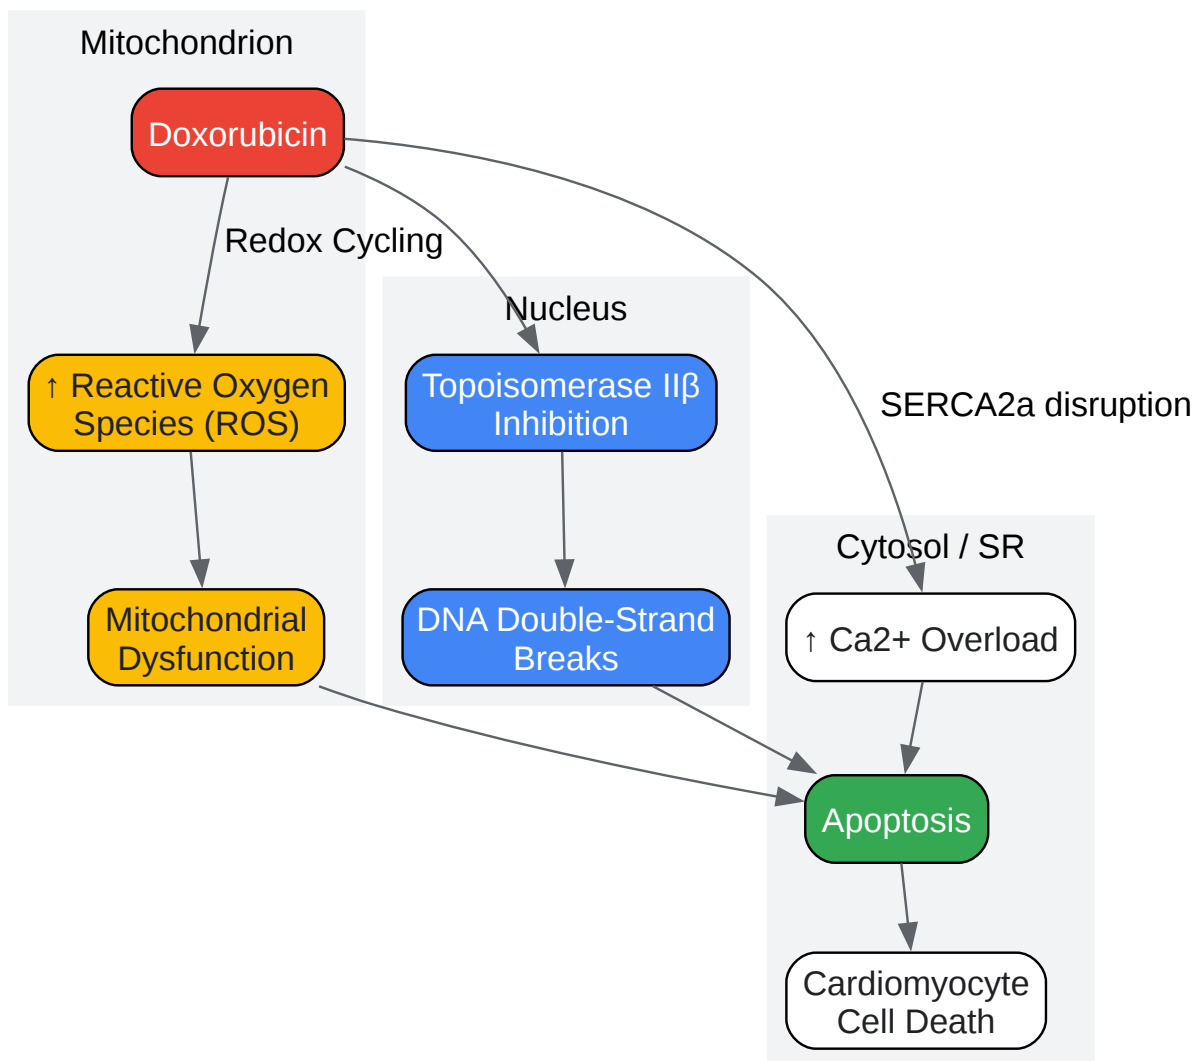 Mitochondrion
Doxorubicin
Redox Cycling
Nucleus
↑ Reactive Oxygen
Species (ROS)
Topoisomerase IIβ
Inhibition
SERCA2a disruption
Cytosol / SR
Mitochondrial
Dysfunction
DNA Double-Strand
Breaks
↑ Ca2+ Overload
Apoptosis
Cardiomyocyte
Cell Death